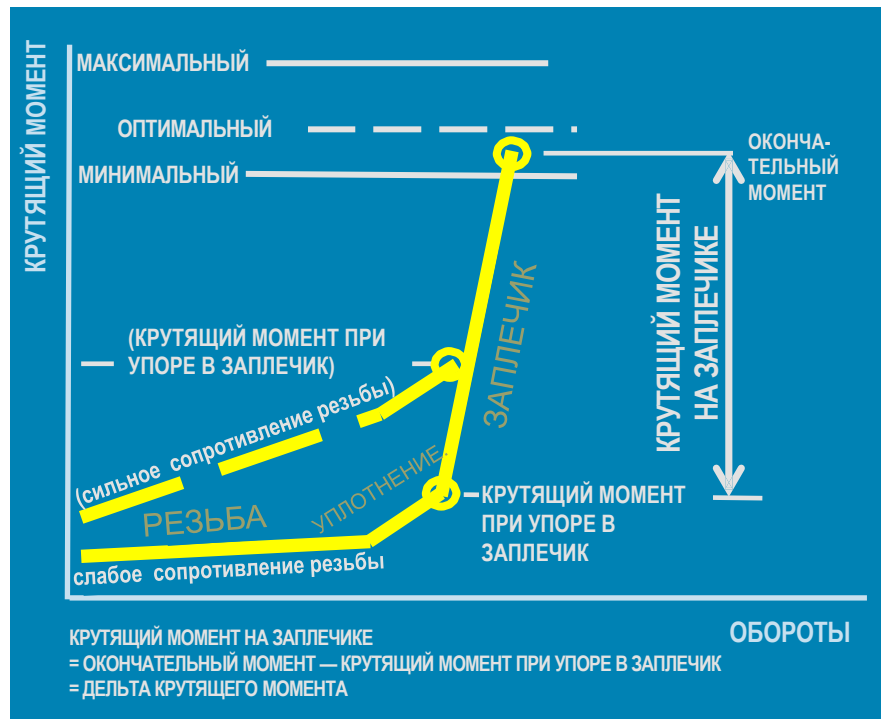 КРУТЯЩИЙ МОМЕНТ
МАКСИМАЛЬНЫЙ
ОПТИМАЛЬНЫЙ
МИНИМАЛЬНЫЙ
ОКОНЧА-
ТЕЛЬНЫЙ
МОМЕНТ
КРУТЯЩИЙ МОМЕНТ
НА ЗАПЛЕЧИКЕ
ЗАПЛЕЧИК
(КРУТЯЩИЙ МОМЕНТ ПРИ
УПОРЕ В ЗАПЛЕЧИК)
(сильное сопротивление резьбы)
РЕЗЬБА
УПЛОТНЕНИЕ
КРУТЯЩИЙ МОМЕНТ
ПРИ УПОРЕ В
ЗАПЛЕЧИК
слабое сопротивление резьбы
ОБОРОТЫ
КРУТЯЩИЙ МОМЕНТ НА ЗАПЛЕЧИКЕ
= ОКОНЧАТЕЛЬНЫЙ МОМЕНТ — КРУТЯЩИЙ МОМЕНТ ПРИ УПОРЕ В ЗАПЛЕЧИК
= ДЕЛЬТА КРУТЯЩЕГО МОМЕНТА